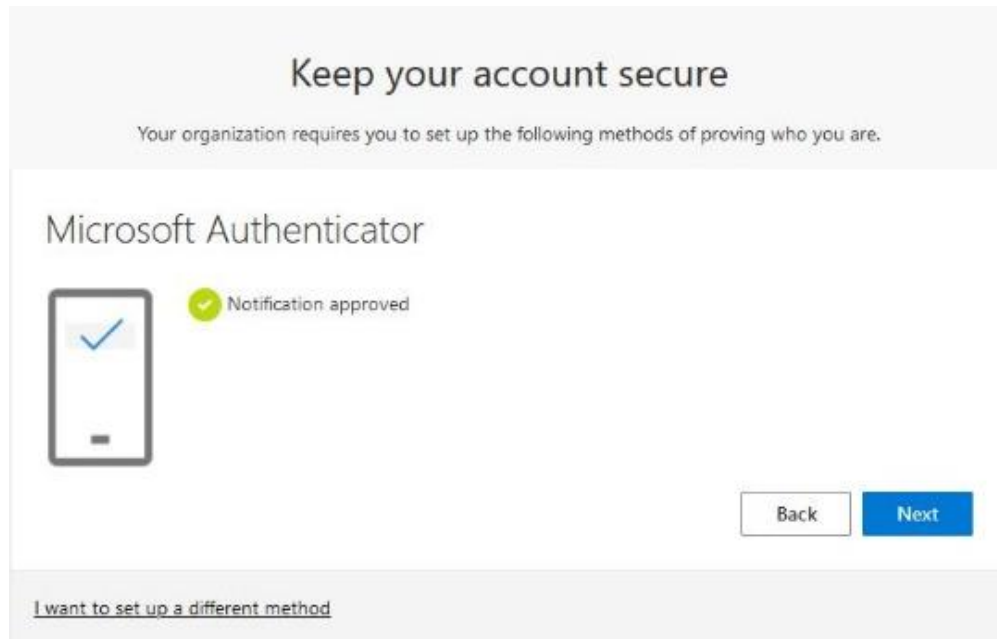 Keep your account secure
Your organization requires you to set up the following methods of proving who you are.
Microsoft Authenticator
Notification approved
Back
Next
I want to set up a different method